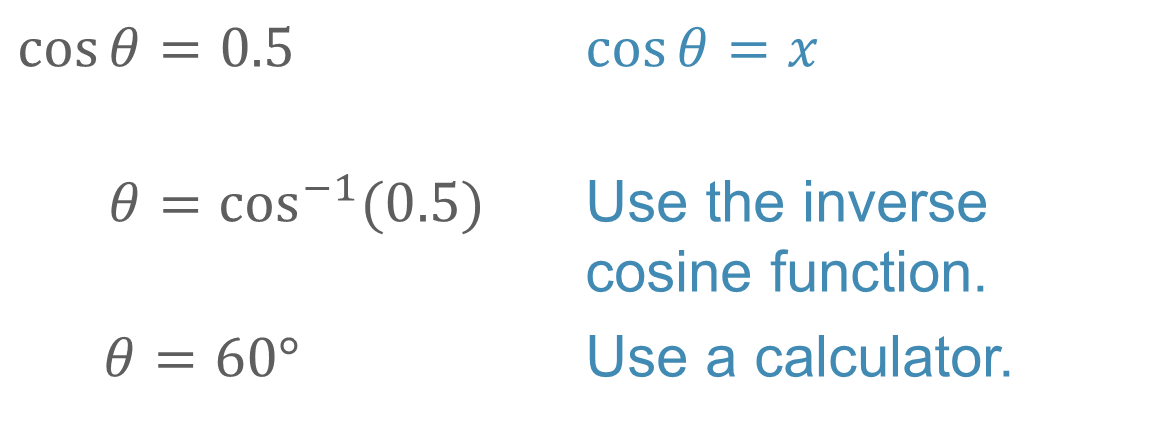 cos θ = 0.5 cos θ = x
θ = cos⁻¹(0.5) Use the inverse
cosine function.
θ = 60° Use a calculator.